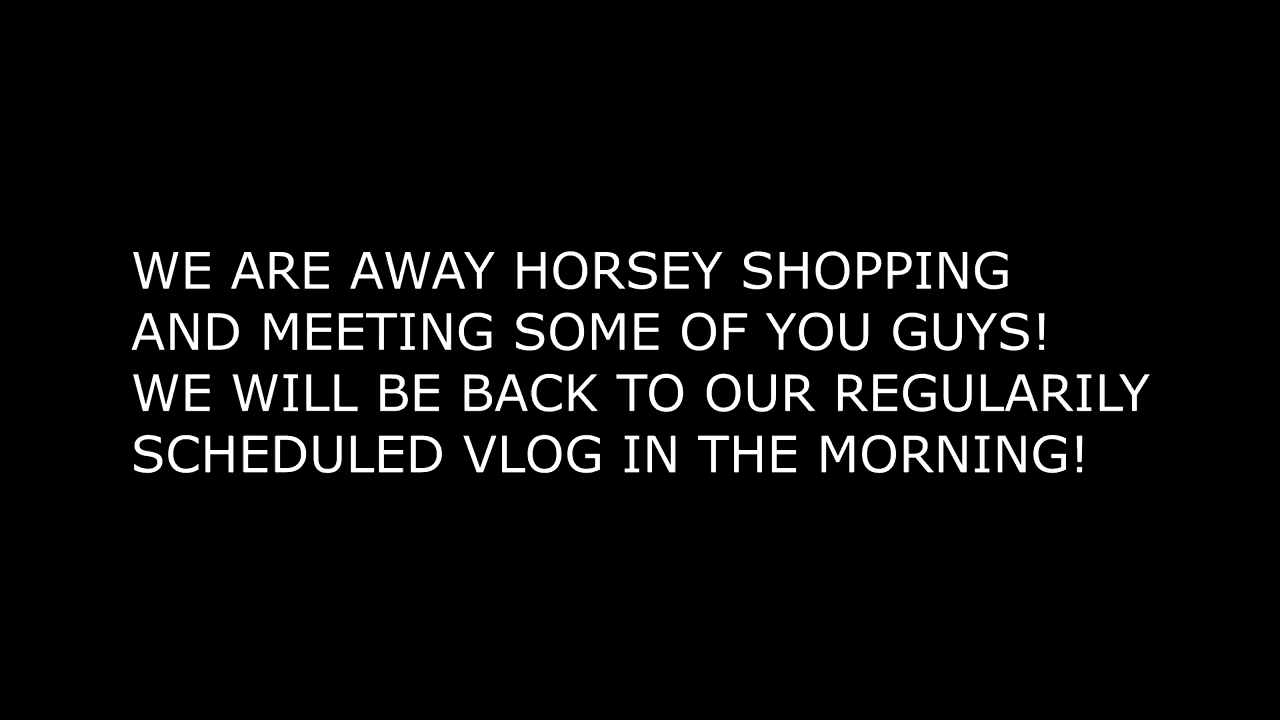 WE ARE AWAY HORSEY SHOPPING
AND MEETING SOME OF YOU GUYS!
WE WILL BE BACK TO OUR REGULARILY
SCHEDULED VLOG IN THE MORNING!